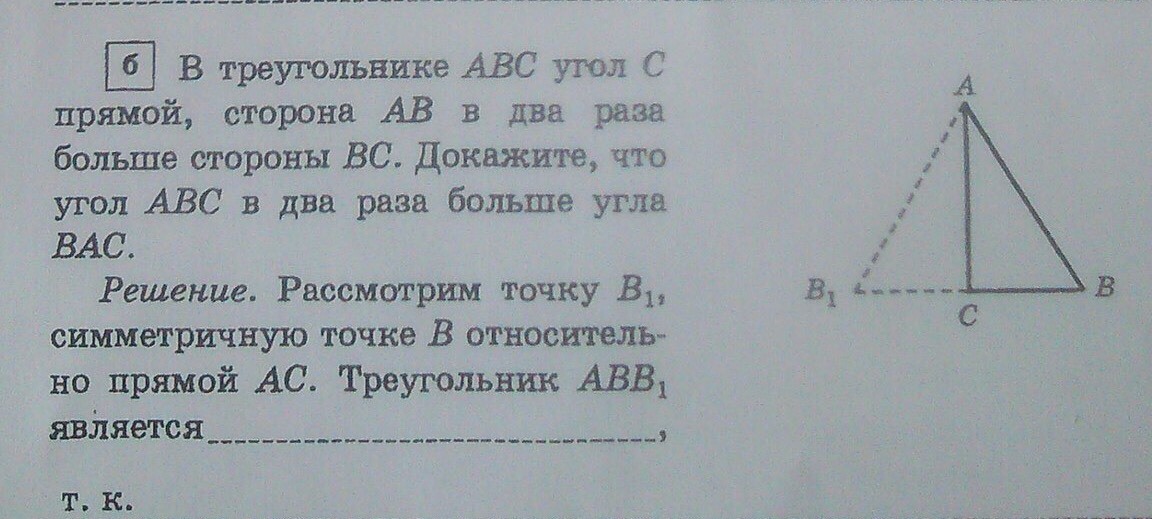 б В треугольнике ABC угол C
прямой, сторона AB в два раза
больше стороны BC. Докажите, что
угол ABC в два раза больше угла
BAC.
Решение. Рассмотрим точку B₁,
симметричную точке B относитель-
но прямой AC. Треугольник ABB₁
является ,
т. к.
A
B₁
C
B